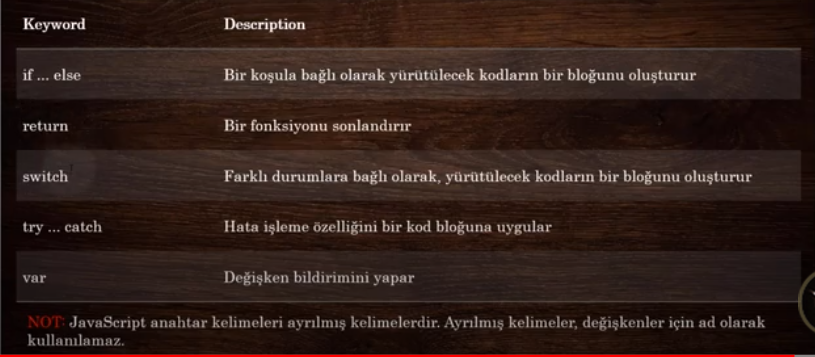 Keyword Description
if ... else Bir koşula bağlı olarak yürütülecek kodların bir bloğunu oluşturur
return Bir fonksiyonu sonlandırır
switch Farklı durumlara bağlı olarak, yürütülecek kodların bir bloğunu oluşturur
try ... catch Hata işleme özelliğini bir kod bloğuna uygular
var Değişken bildirimini yapar
NOT: JavaScript anahtar kelimeleri ayrılmış kelimelerdir. Ayrılmış kelimeler, değişkenler için ad olarak
kullanılamaz.